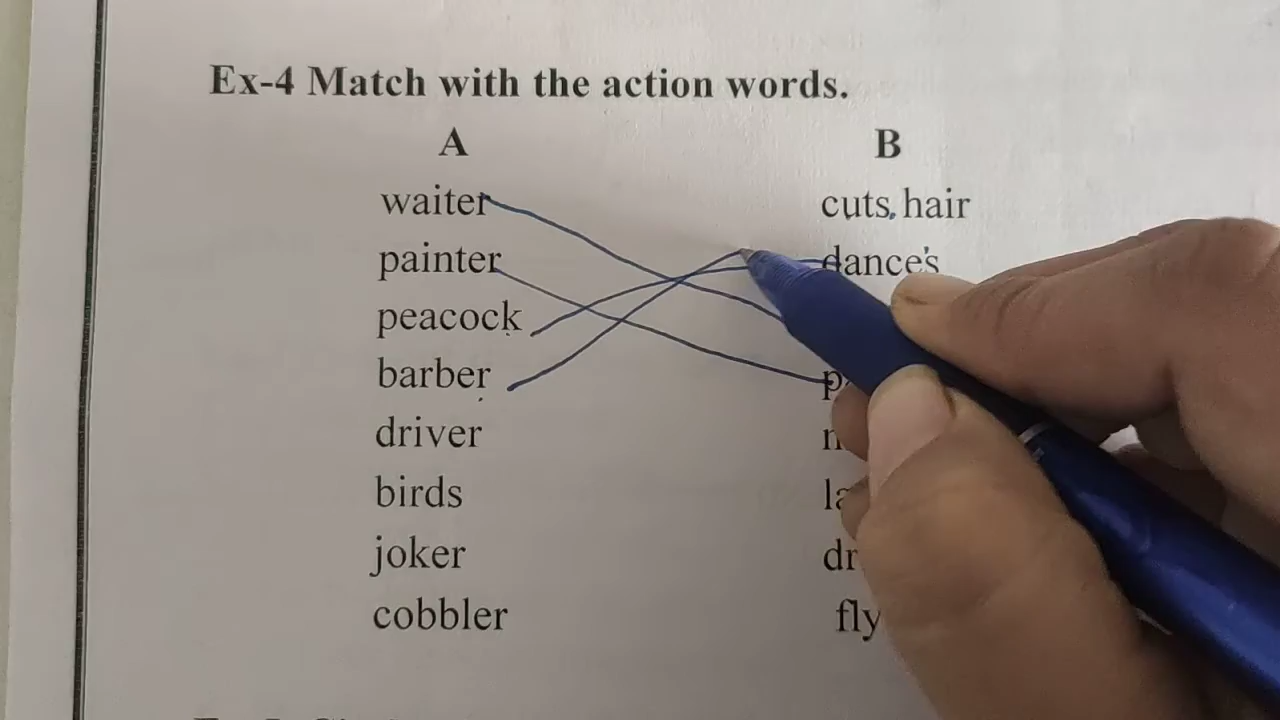 Ex-4 Match with the action words.
A B
waiter cuts hair
painter dances
peacock
barber
driver
birds
joker
cobbler fly